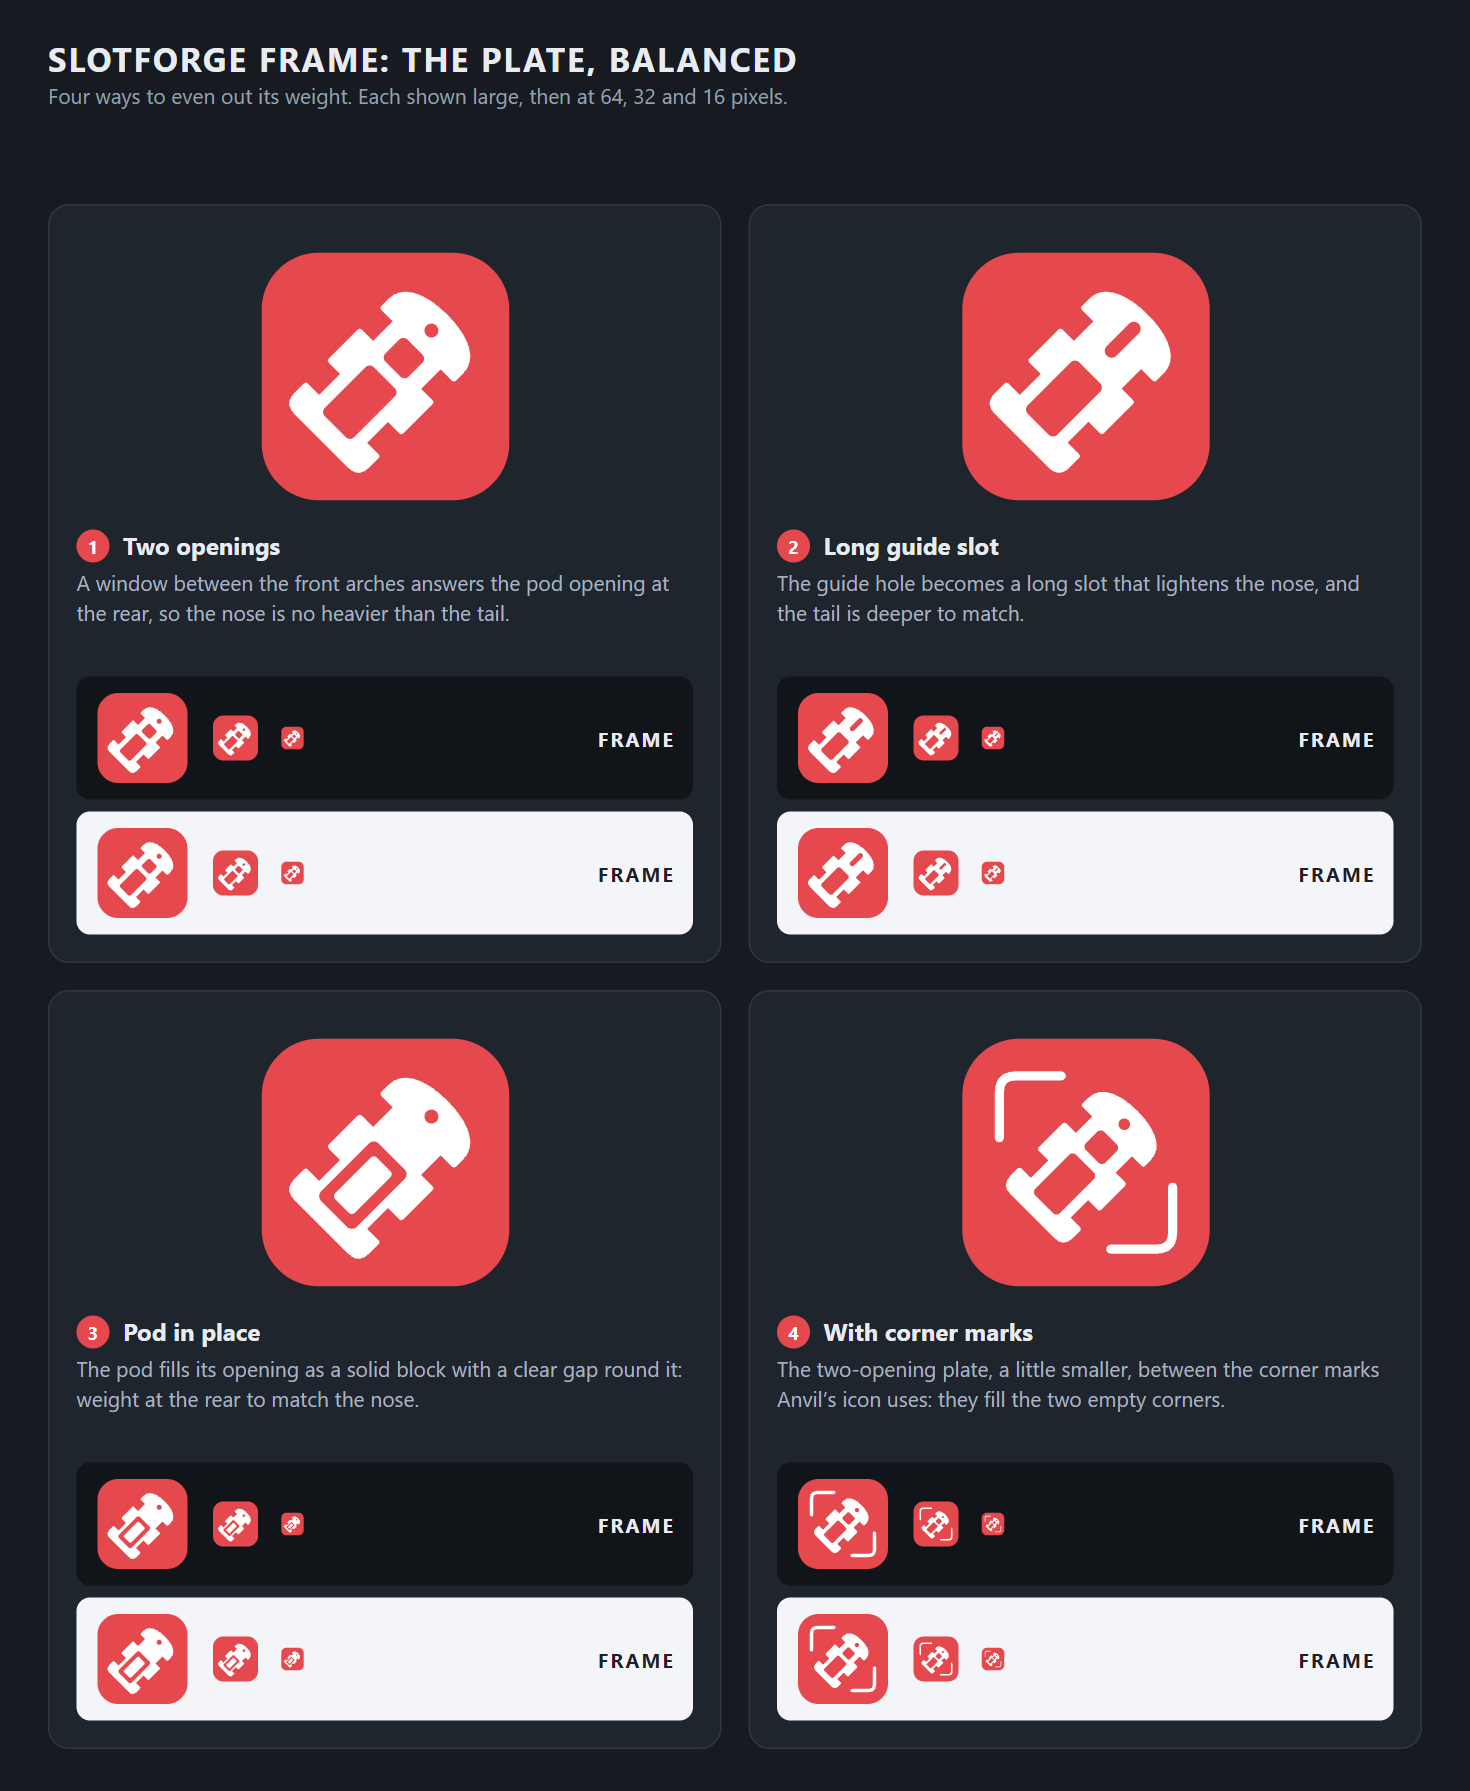 SLOTFORGE FRAME: THE PLATE, BALANCED
Four ways to even out its weight. Each shown large, then at 64, 32 and 16 pixels.
1 Two openings
A window between the front arches answers the pod opening at
the rear, so the nose is no heavier than the tail.
FRAME
FRAME
2 Long guide slot
The guide hole becomes a long slot that lightens the nose, and
the tail is deeper to match.
FRAME
FRAME
3 Pod in place
The pod fills its opening as a solid block with a clear gap round it:
weight at the rear to match the nose.
FRAME
FRAME
4 With corner marks
The two-opening plate, a little smaller, between the corner marks
Anvil’s icon uses: they fill the two empty corners.
FRAME
FRAME